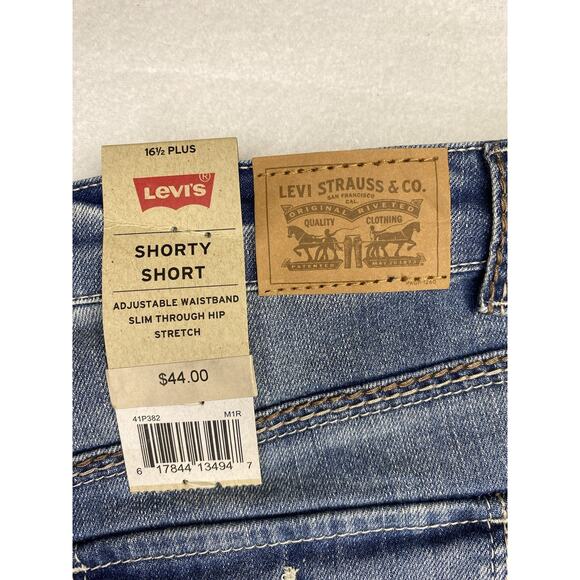 16½ PLUS
LEVI'S®
SHORTY
SHORT
ADJUSTABLE WAISTBAND
SLIM THROUGH HIP
STRETCH
$44.00
41P382 M1R
6 17844 13494 7
LEVI STRAUSS & CO.
SAN FRANCISCO
CAL.
ORIGINAL RIVETED
QUALITY CLOTHING